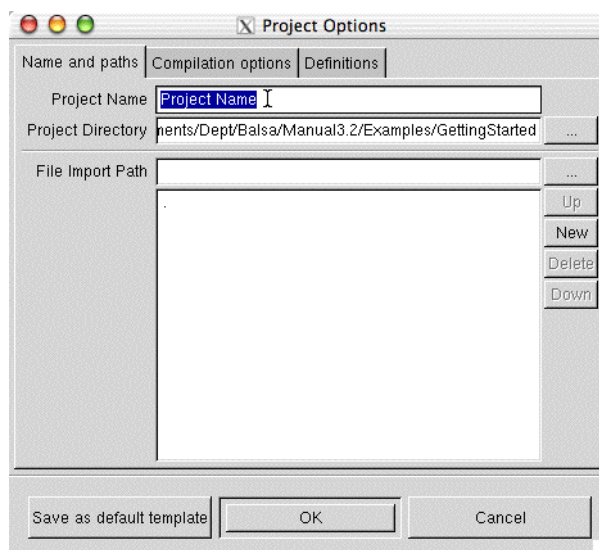 Project Options
Name and paths Compilation options Definitions
Project Name Project Name
Project Directory nents/Dept/Balsa/Manual3.2/Examples/GettingStarted ...
File Import Path ...
.
Up
New
Delete
Down
Save as default template OK Cancel